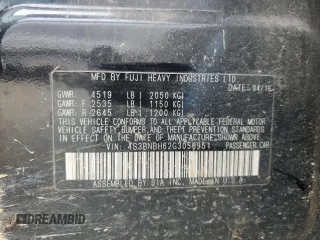 MFD. BY FUJI HEAVY INDUSTRIES LTD.
DATE: 04/16
GVWR: 4519 LB 2050 KG
GAWR: F 2535 LB 1150 KG
GAWR: R 2645 LB 1200 KG
THIS VEHICLE CONFORMS TO ALL APPLICABLE
FEDERAL MOTOR VEHICLE SAFETY, BUMPER,
AND THEFT PREVENTION STANDARDS IN EFFECT
ON THE DATE OF MANUFACTURE SHOWN ABOVE.
VIN: 4S3BNBH62G3058951 PASSENGER CAR
ASSEMBLED BY SIA INC. MADE IN U.S.A.
AUTOBIDMASTER